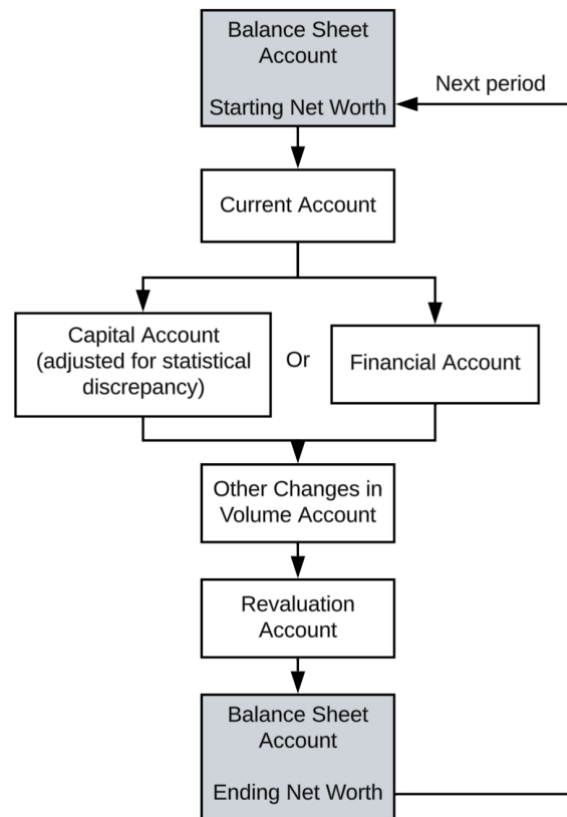 Balance Sheet
Account
Starting Net Worth
Next period
Current Account
Capital Account
(adjusted for statistical
discrepancy)
Or
Financial Account
Other Changes in
Volume Account
Revaluation
Account
Balance Sheet
Account
Ending Net Worth